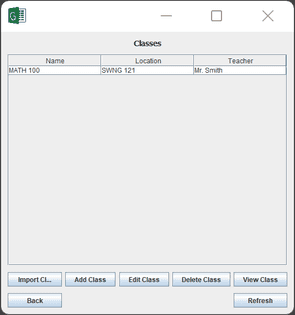 Classes
Name Location Teacher
MATH 100 SWNG 121 Mr. Smith
Import Cl... Add Class Edit Class Delete Class View Class
Back Refresh